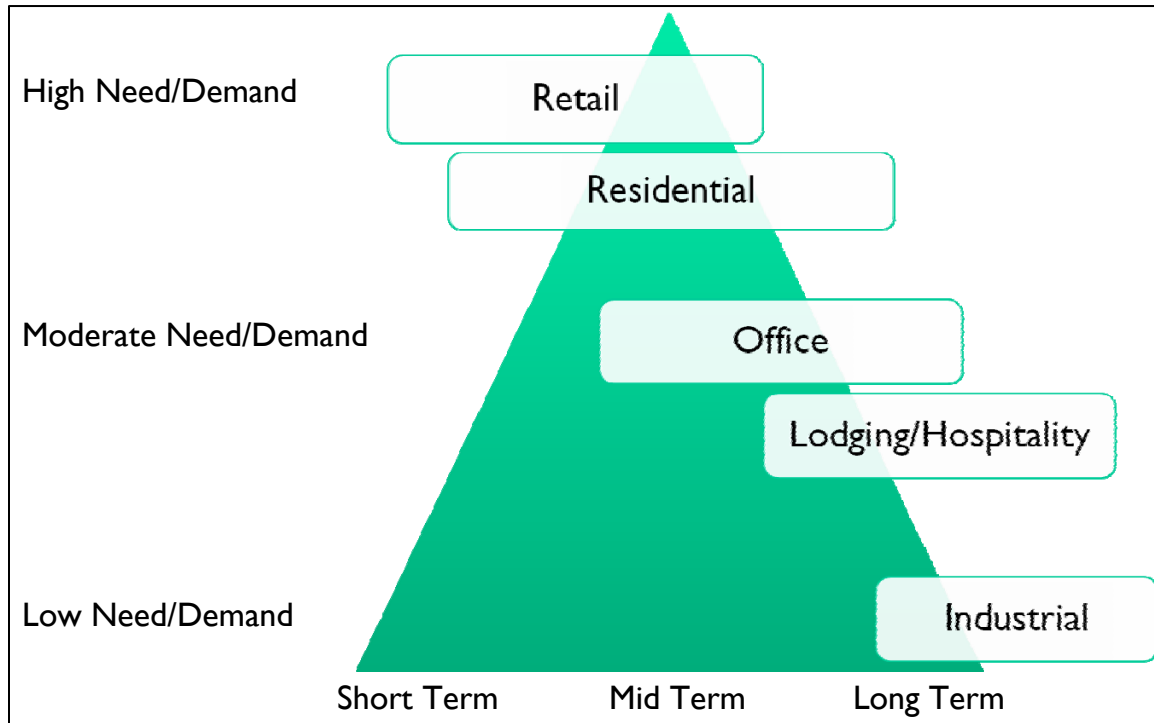 High Need/Demand
Retail
Residential
Moderate Need/Demand
Office
Lodging/Hospitality
Low Need/Demand
Industrial
Short Term
Mid Term
Long Term